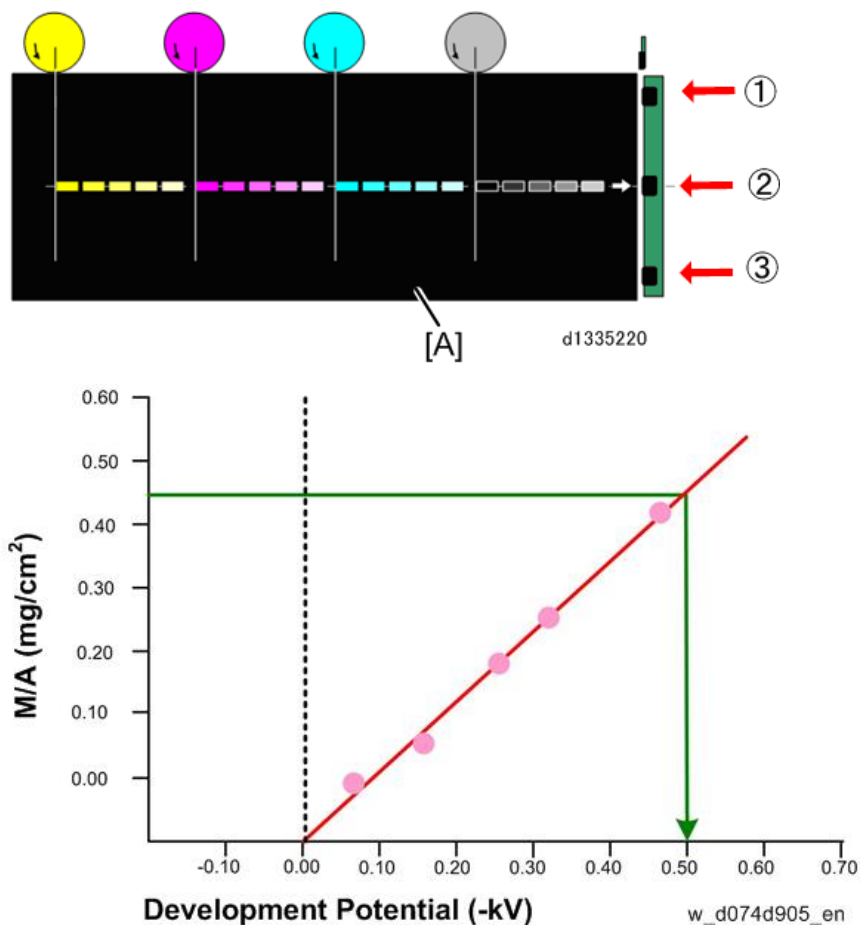 ①
②
③
[A]
d1335220
0.60
0.50
0.40
0.30
0.20
0.10
0.00
M/A (mg/cm²)
-0.10 0.00 0.10 0.20 0.30 0.40 0.50 0.60 0.70
Development Potential (-kV)
w_d074d905_en